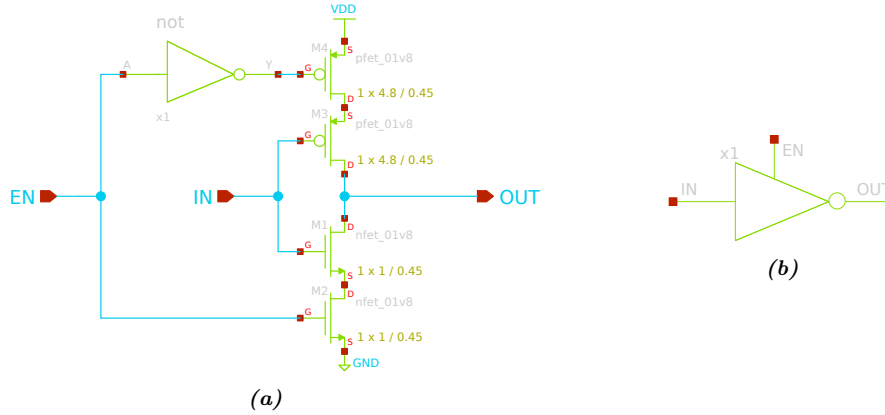 VDD
not
M4
pfet_01v8
S
A
Y
G
1 x 4.8 / 0.45
D
x1
M3
S
pfet_01v8
G
1 x 4.8 / 0.45
D
EN
IN
OUT
D
M1
nfet_01v8
G
1 x 1 / 0.45
S
M2
D
nfet_01v8
G
1 x 1 / 0.45
S
GND
(a)
x1
EN
IN
OUT
(b)